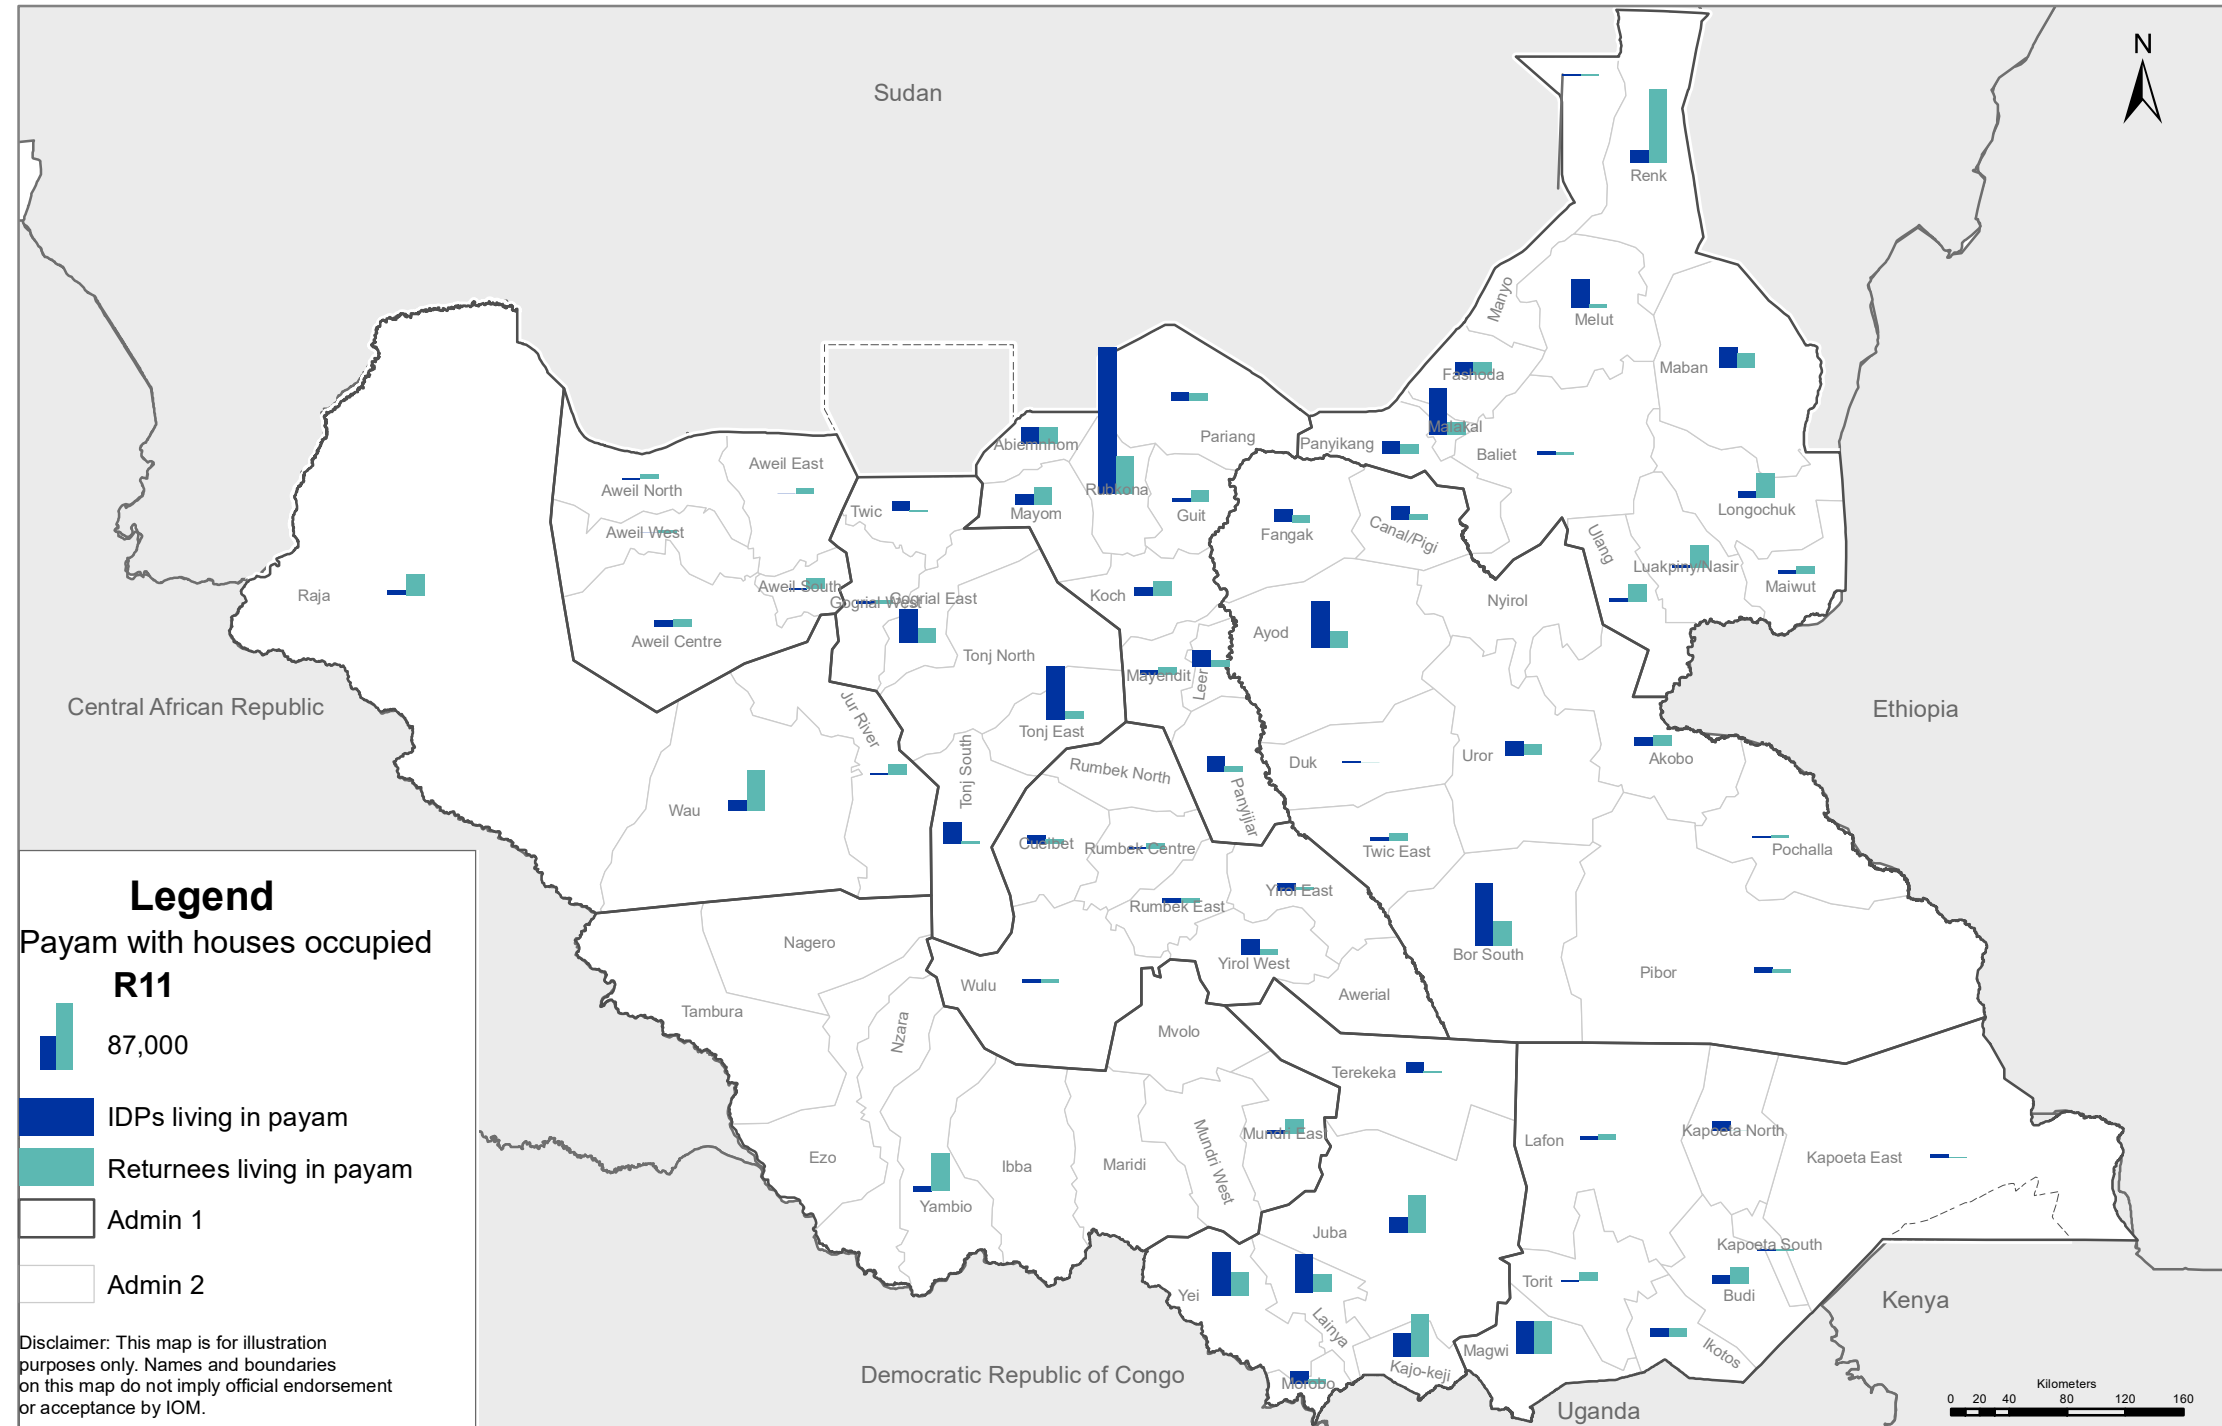 Sudan
N
Renk
Manyo
Melut
Maban
Fashoda
Malakal
Abiemnhom
Pariang
Panyikang
Baliet
Aweil East
Aweil North
Rubkona
Twic
Mayom
Guit
Longochuk
Aweil West
Fangak
Canal/Pigi
Ulang
Luakpiny/Nasir
Maiwut
Raja
Aweil South
Gogrial West
Gogrial East
Koch
Nyirol
Aweil Centre
Ayod
Tonj North
Mayendit
Leer
Central African Republic
Ethiopia
Jur River
Tonj East
Uror
Akobo
Duk
Tonj South
Rumbek North
Panyijiar
Wau
Cueibet
Rumbek Centre
Twic East
Pochalla
Yirol East
Rumbek East
Nagero
Bor South
Yirol West
Pibor
Wulu
Awerial
Tambura
Nzara
Mvolo
Terekeka
Mundri East
Lafon
Kapoeta North
Kapoeta East
Ezo
Ibba
Maridi
Mundri West
Yambio
Juba
Kapoeta South
Torit
Budi
Yei
Lainya
Kenya
Magwi
Ikotos
Kajo-keji
Morobo
Democratic Republic of Congo
Uganda
Legend
Payam with houses occupied
R11
87,000
IDPs living in payam
Returnees living in payam
Admin 1
Admin 2
Disclaimer: This map is for illustration
purposes only. Names and boundaries
on this map do not imply official endorsement
or acceptance by IOM.
Kilometers
0 20 40 80 120 160